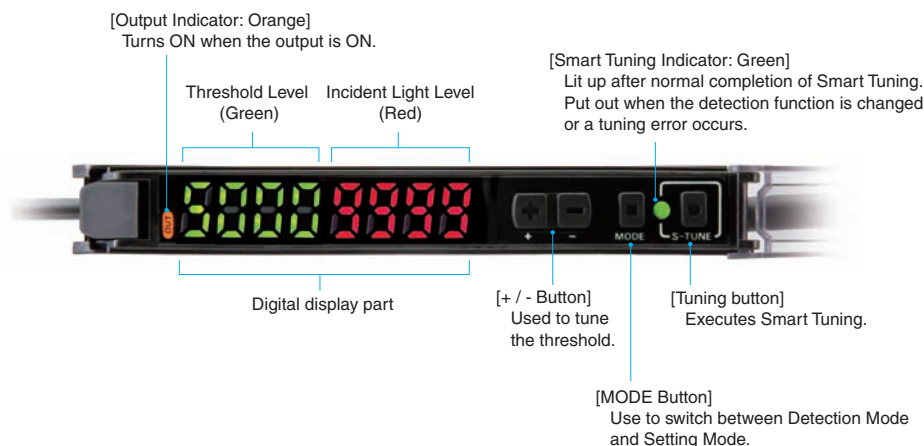 [Output Indicator: Orange]
Turns ON when the output is ON.
[Smart Tuning Indicator: Green]
Lit up after normal completion of Smart Tuning.
Put out when the detection function is changed
or a tuning error occurs.
Threshold Level
(Green)
Incident Light Level
(Red)
OUT
5000 9999
+ -
MODE
S-TUNE
Digital display part
[+ / - Button]
Used to tune
the threshold.
[Tuning button]
Executes Smart Tuning.
[MODE Button]
Use to switch between Detection Mode
and Setting Mode.